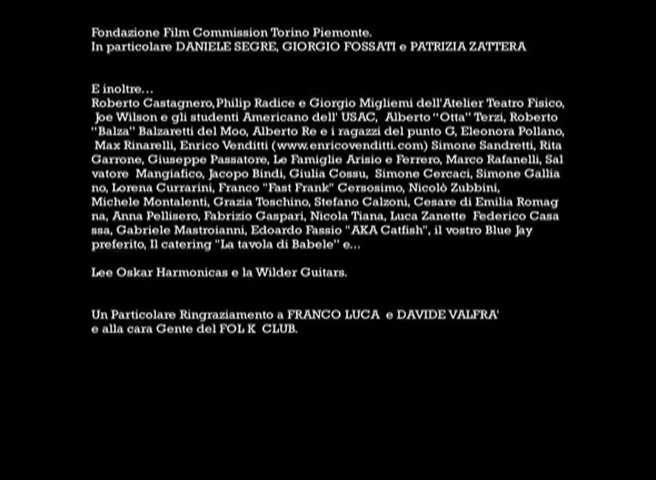 Fondazione Film Commission Torino Piemonte.
In particolare DANIELE SEGRE, GIORGIO FOSSATI e PATRIZIA ZATTERA
E inoltre...
Roberto Castagnero,Philip Radice e Giorgio Migliemi dell'Atelier Teatro Fisico,
Joe Wilson e gli studenti Americano dell' USAC, Alberto "Otta" Terzi, Roberto
"Balza" Balzaretti del Moo, Alberto Re e i ragazzi del punto G, Eleonora Pollano,
Max Rinarelli, Enrico Venditti (www.enricovenditti.com) Simone Sandretti, Rita
Garrone, Giuseppe Passatore, Le Famiglie Arisio e Ferrero, Marco Rafanelli, Sal
vatore Mangiafico, Jacopo Bindi, Giulia Cossu, Simone Cercaci, Simone Gallia
no, Lorena Currarini, Franco "Fast Frank" Cersosimo, Nicolò Zubbini,
Michele Montalenti, Grazia Toschino, Stefano Calzoni, Cesare di Emilia Romag
na, Anna Pellisero, Fabrizio Gaspari, Nicola Tiana, Luca Zanette Federico Casa
ssa, Gabriele Mastroianni, Edoardo Fassio "AKA Catfish", il vostro Blue Jay
preferito, Il catering "La tavola di Babele" e...
Lee Oskar Harmonicas e la Wilder Guitars.
Un Particolare Ringraziamento a FRANCO LUCA e DAVIDE VALFRA'
e alla cara Gente del FOL K CLUB.